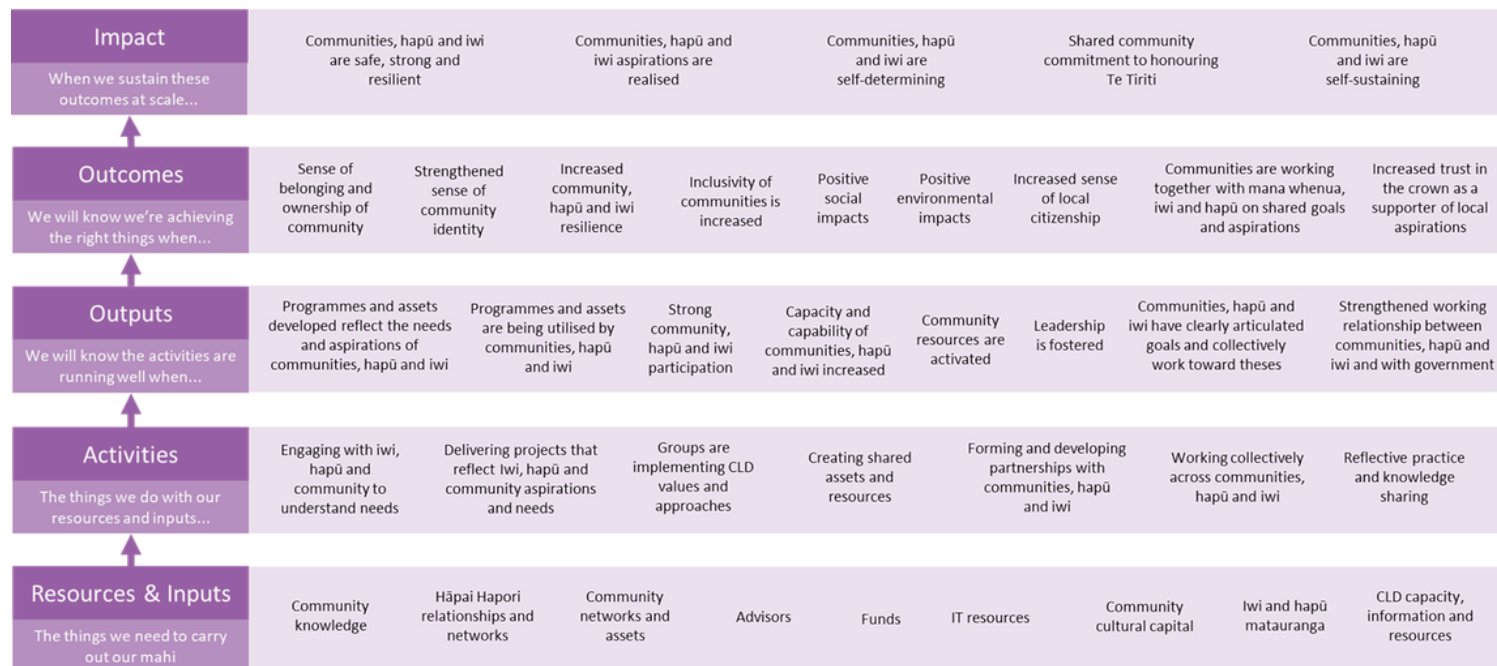 Impact
When we sustain these
outcomes at scale...
Communities, hapū and iwi
are safe, strong and
resilient
Communities, hapū and
iwi aspirations are
realised
Communities, hapū
and iwi are
self-determining
Shared community
commitment to honouring
Te Tiriti
Communities, hapū
and iwi are
self-sustaining
Outcomes
We will know we're achieving
the right things when...
Sense of
belonging and
ownership of
community
Strengthened
sense of
community
identity
Increased
community,
hapū and iwi
resilience
Inclusivity of
communities is
increased
Positive
social
impacts
Positive
environmental
impacts
Increased sense
of local
citizenship
Communities are working
together with mana whenua,
iwi and hapū on shared goals
and aspirations
Increased trust in
the crown as a
supporter of local
aspirations
Outputs
We will know the activities are
running well when...
Programmes and assets
developed reflect the needs
and aspirations of
communities, hapū and iwi
Programmes and assets
are being utilised by
communities, hapū
and iwi
Strong
community,
hapū and iwi
participation
Capacity and
capability of
communities, hapū
and iwi increased
Community
resources are
activated
Leadership
is fostered
Communities, hapū and
iwi have clearly articulated
goals and collectively
work toward theses
Strengthened working
relationship between
communities, hapū and
iwi and with government
Activities
The things we do with our
resources and inputs...
Engaging with iwi,
hapū and
community to
understand needs
Delivering projects that
reflect Iwi, hapū and
community aspirations
and needs
Groups are
implementing CLD
values and
approaches
Creating shared
assets and
resources
Forming and developing
partnerships with
communities, hapū
and iwi
Working collectively
across communities,
hapū and iwi
Reflective practice
and knowledge
sharing
Resources & Inputs
The things we need to carry
out our mahi
Community
knowledge
Hāpai Hapori
relationships and
networks
Community
networks and
assets
Advisors
Funds
IT resources
Community
cultural capital
Iwi and hapū
matauranga
CLD capacity,
information and
resources